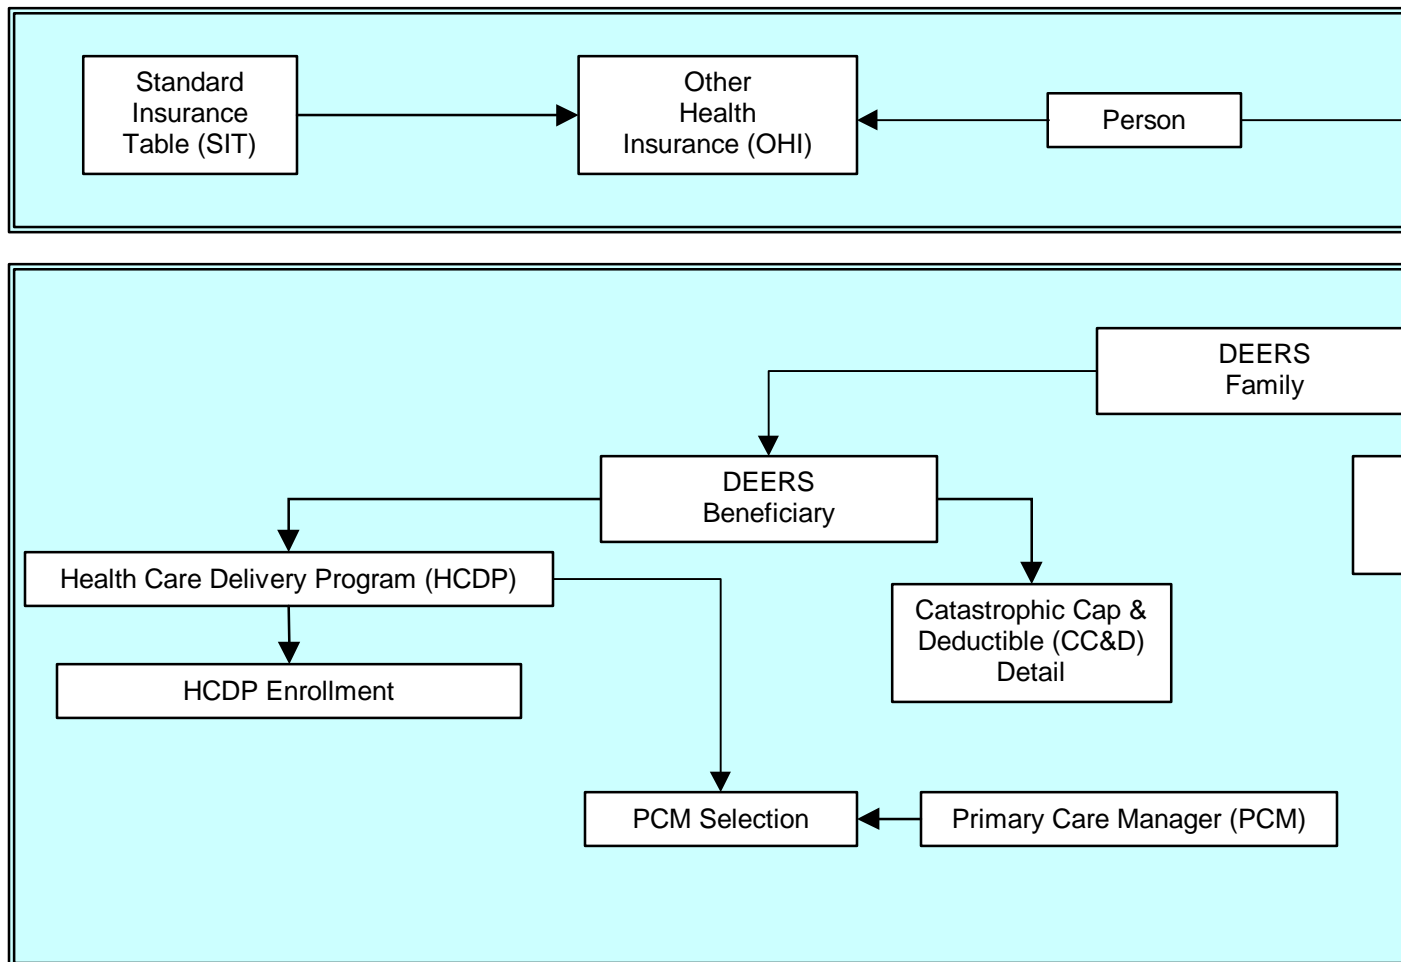 Standard
Insurance
Table (SIT)
Other
Health
Insurance (OHI)
Person
DEERS
Family
DEERS
Beneficiary
Health Care Delivery Program (HCDP)
Catastrophic Cap &
Deductible (CC&D)
Detail
HCDP Enrollment
PCM Selection
Primary Care Manager (PCM)